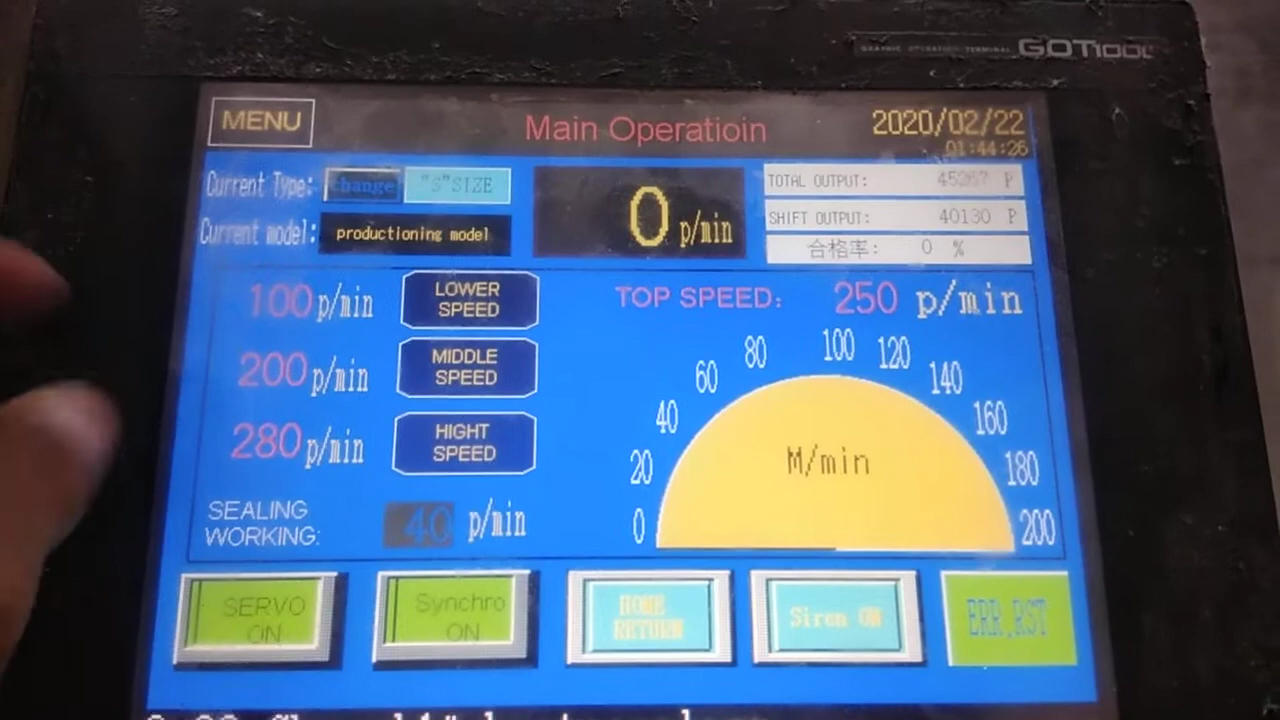 GRAPHIC OPERATION TERMINAL GOT1000
MENU
Main Operatioin
2020/02/22
01:44:26
Current Type: change "S"SIZE
Current model: productioning model
0 p/min
TOTAL OUTPUT: P
SHIFT OUTPUT: 40130 P
合格率: 0 %
100 p/min LOWER SPEED
200 p/min MIDDLE SPEED
280 p/min HIGHT SPEED
SEALING WORKING: 40 p/min
TOP SPEED: 250 p/min
0 20 40 60 80 100 120 140 160 180 200
M/min
SERVO ON
Synchro ON
HOME RETURN
Siren ON
ERR.RST